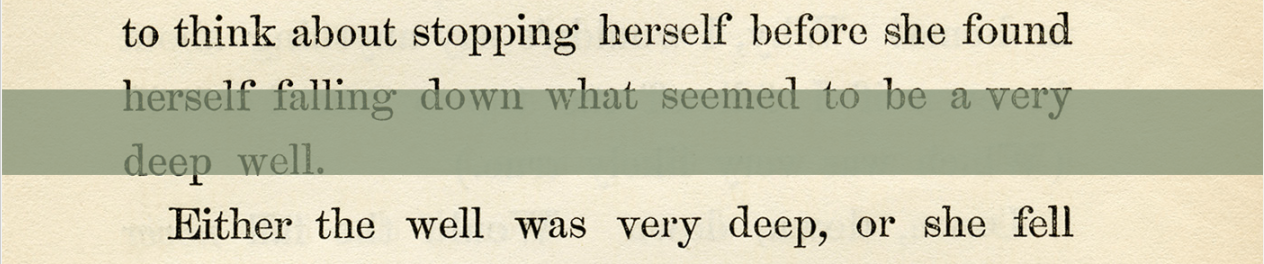 to think about stopping herself before she found
herself falling down what seemed to be a very
deep well.
Either the well was very deep, or she fell